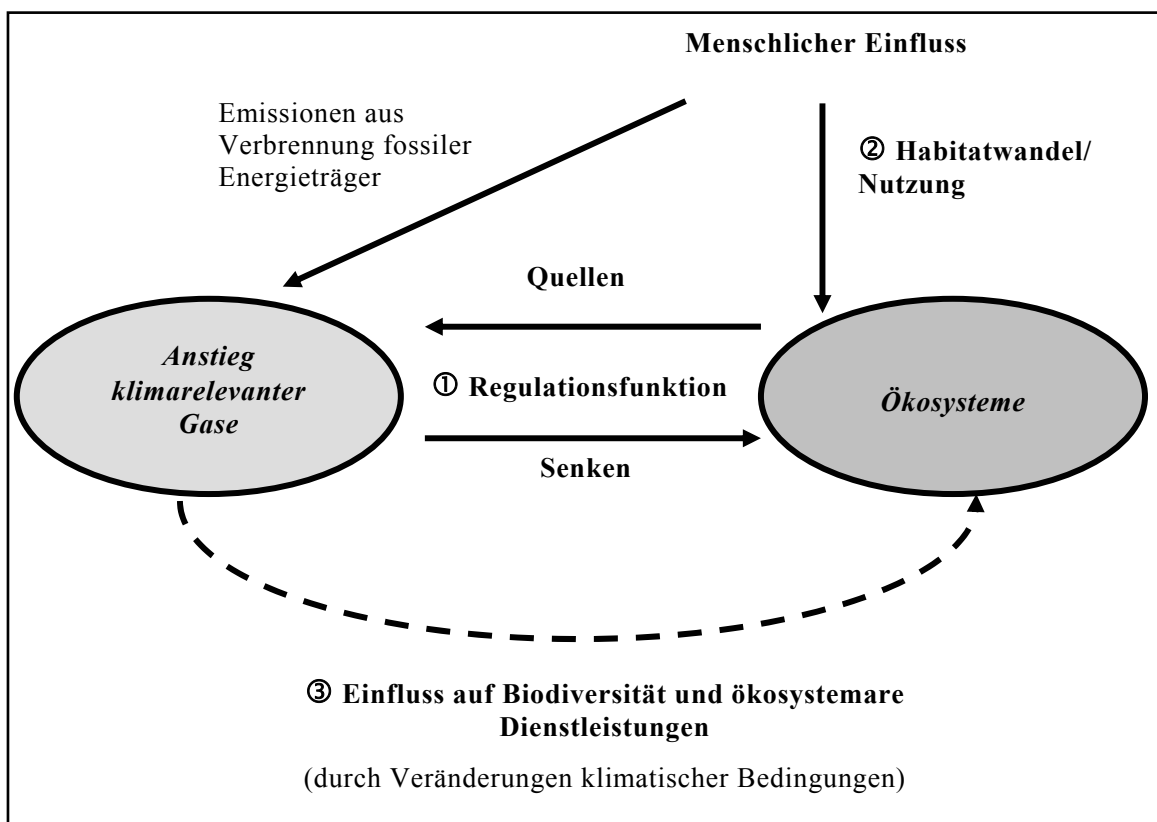 Menschlicher Einfluss
Emissionen aus
Verbrennung fossiler
Energieträger
② Habitatwandel/
Nutzung
Quellen
Anstieg
klimarelevanter
Gase
① Regulationsfunktion
Ökosysteme
Senken
③ Einfluss auf Biodiversität und ökosystemare
Dienstleistungen
(durch Veränderungen klimatischer Bedingungen)